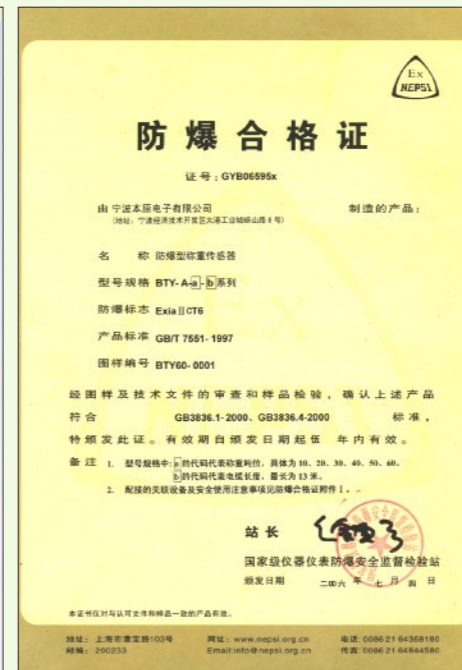 Ex
NEPSI
防爆合格证
证号：GYB06595x
由 宁波本原电子有限公司 制造的产品：
名 称 防爆型称重传感器
型号规格 BTY-A-a-b系列
防爆标志 ExiaⅡCT6
产品标准 GB/T 7551-1997
图样编号 BTY60-0001
经图样及技术文件的审查和样品检验，确认上述产品
符合 GB3836.1-2000、GB3836.4-2000 标准，
特颁发此证。有效期自颁发日期起伍 年内有效。
备注 1. 型号规格中：a的代码代表称重吨位，具体为10、20、30、40、50、60。
b的代码代表电缆长度，最长为13米。
2. 配接的关联设备及安全使用注意事项见防爆合格证附件Ⅰ。
站长
国家级仪器仪表防爆安全监督检验站
颁发日期 二00六 年 七 月 四 日
本证书仅对与认可文件和样品一致的产品有效。
地址：上海市漕宝路103号 网址：www.nepsi.org.cn 电话：0086 21 64368180
邮编：200233 Email:info@nepsi.org.cn 传真：0086 21 64844580